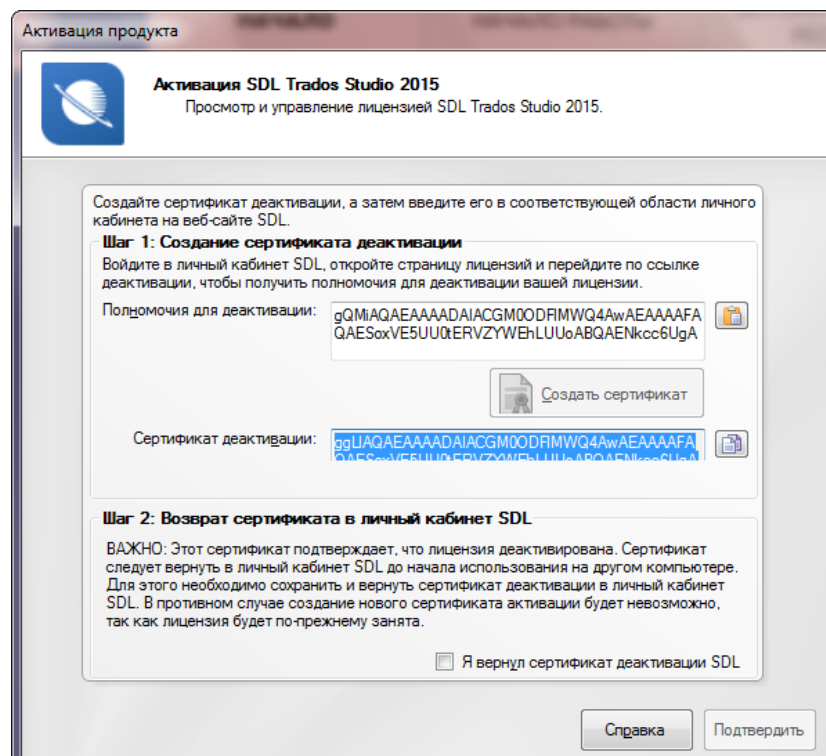 НАЧАЛО
НАЧАЛО РАБОТЫ
Активация продукта
Активация SDL Trados Studio 2015
Просмотр и управление лицензией SDL Trados Studio 2015.
Создайте сертификат деактивации, а затем введите его в соответствующей области личного
кабинета на веб-сайте SDL.
Шаг 1: Создание сертификата деактивации
Войдите в личный кабинет SDL, откройте страницу лицензий и перейдите по ссылке
деактивации, чтобы получить полномочия для деактивации вашей лицензии.
Полномочия для деактивации:
gQMiAQAEAAAADAIACGM0ODFlMWQ4AwAEAAAAFA
QAESoxVE5UU0tERVZYWEhLUUoABQAENkcc6UgA
Создать сертификат
Сертификат деактивации:
ggLlAQAEAAAADAIACGM0ODFlMWQ4AwAEAAAAFA
QAESoxVE5UU0tERVZYWEhLUUoABQAENkcc6UgA
Шаг 2: Возврат сертификата в личный кабинет SDL
ВАЖНО: Этот сертификат подтверждает, что лицензия деактивирована. Сертификат
следует вернуть в личный кабинет SDL до начала использования на другом компьютере.
Для этого необходимо сохранить и вернуть сертификат деактивации в личный кабинет
SDL. В противном случае создание нового сертификата активации будет невозможно,
так как лицензия будет по-прежнему занята.
Я вернул сертификат деактивации SDL
Справка
Подтвердить